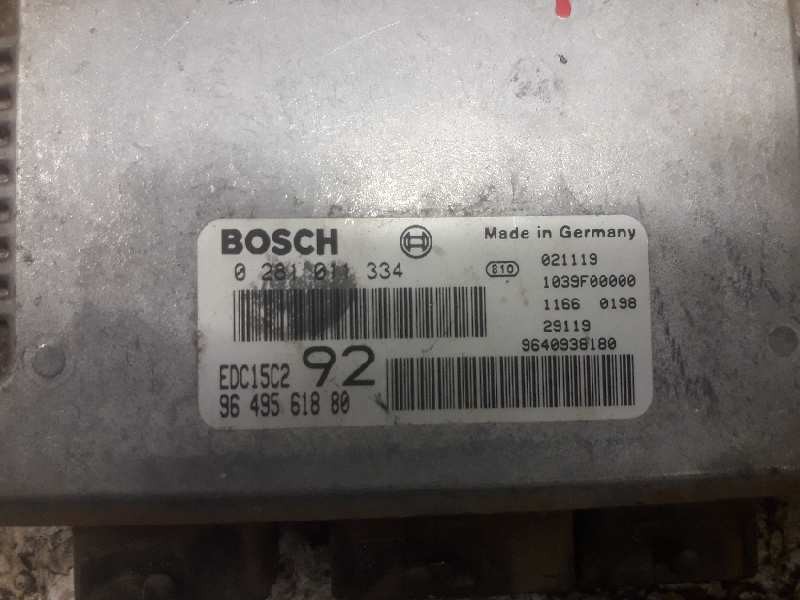 BOSCH
Made in Germany
0 281 011 334
810
021119
1039F00000
1166 0198
29119
9640938180
EDC15C2 92
96 495 618 80